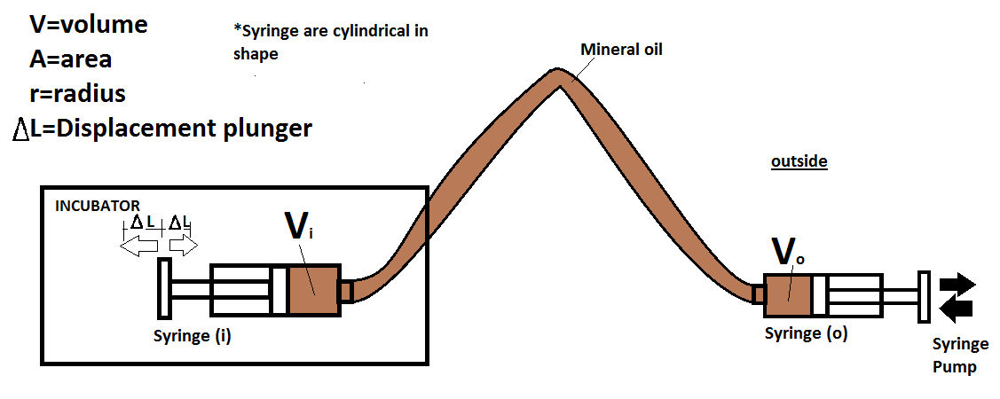 V=volume
A=area
r=radius
ΔL=Displacement plunger
*Syringe are cylindrical in
shape
Mineral oil
outside
INCUBATOR
ΔL ΔL
Vi
Syringe (i)
Vo
Syringe (o)
Syringe
Pump